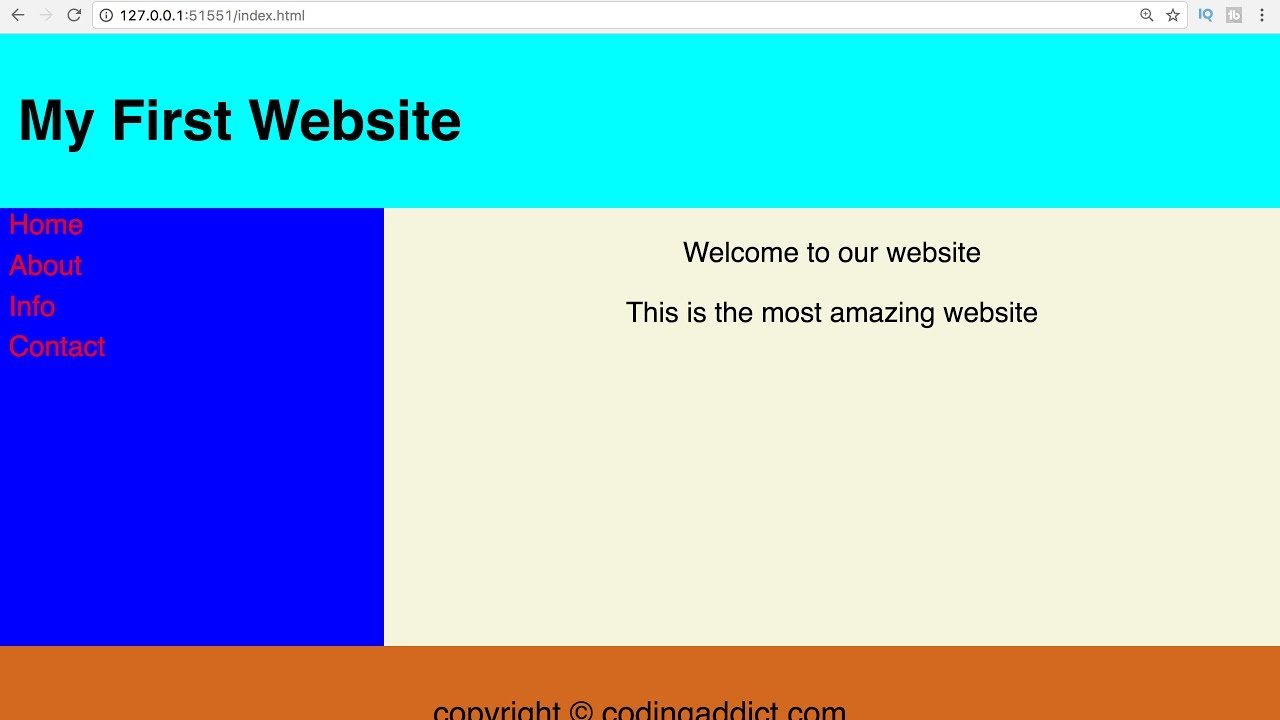 127.0.0.1:51551/index.html
IQ
tb
My First Website
Home
About
Info
Contact
Welcome to our website
This is the most amazing website
copyright © codingaddict.com